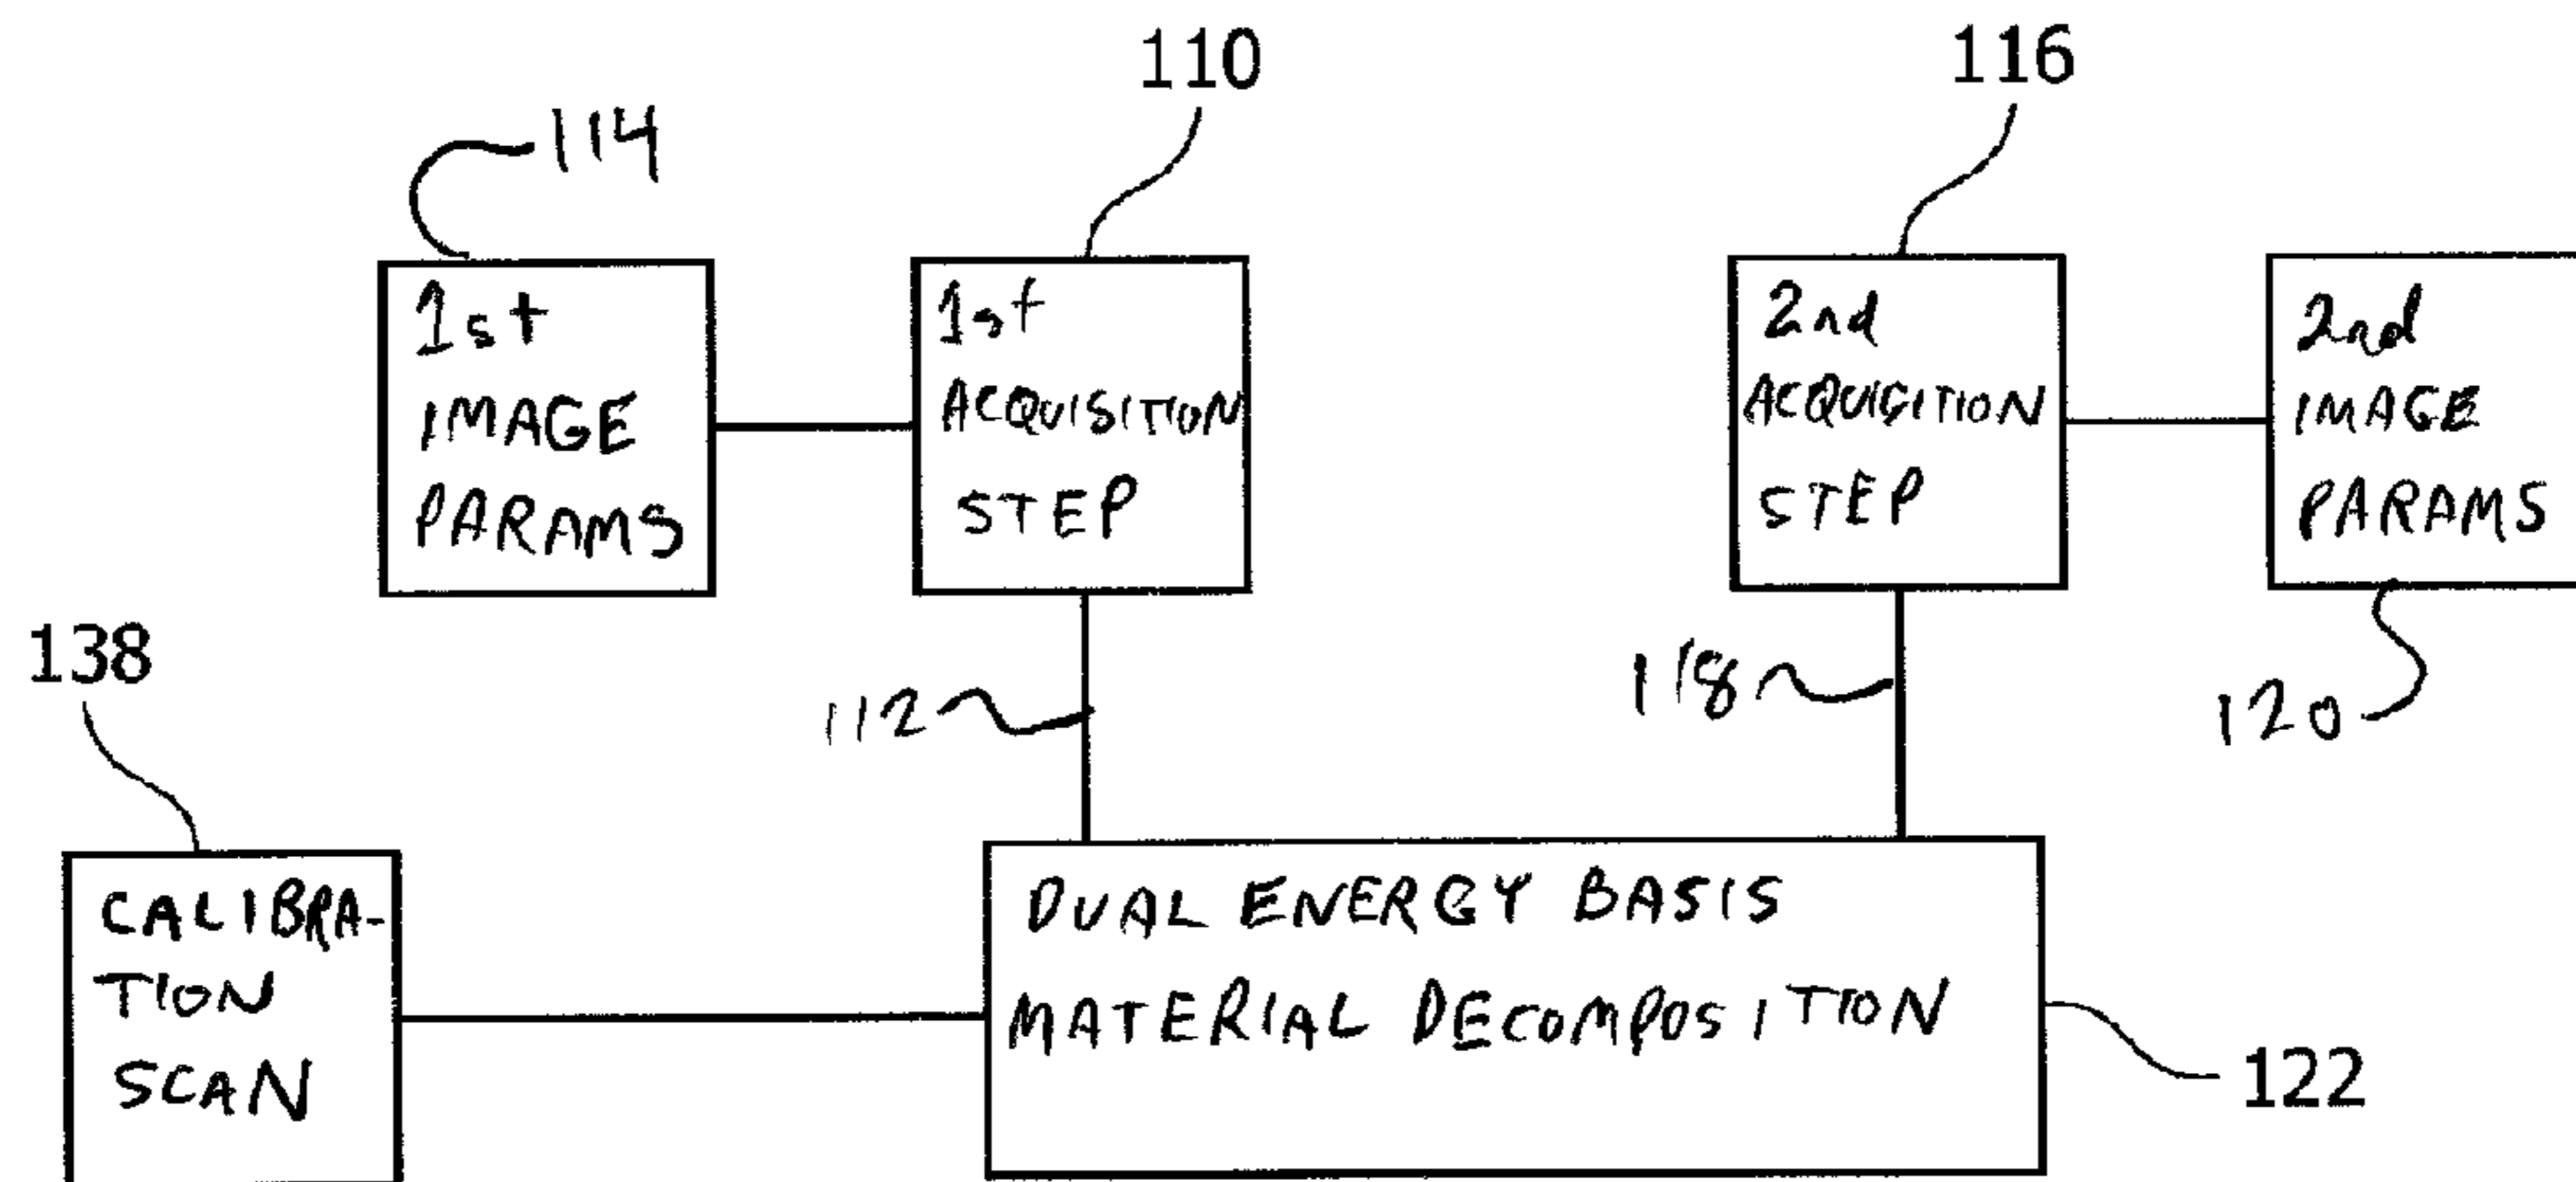 110
116
114
1st
IMAGE
PARAMS
1st
ACQUISITION
STEP
2nd
ACQUISITION
STEP
2nd
IMAGE
PARAMS
138
112
118
120
CALIBRA-
TION
SCAN
DUAL ENERGY BASIS
MATERIAL DECOMPOSITION
122